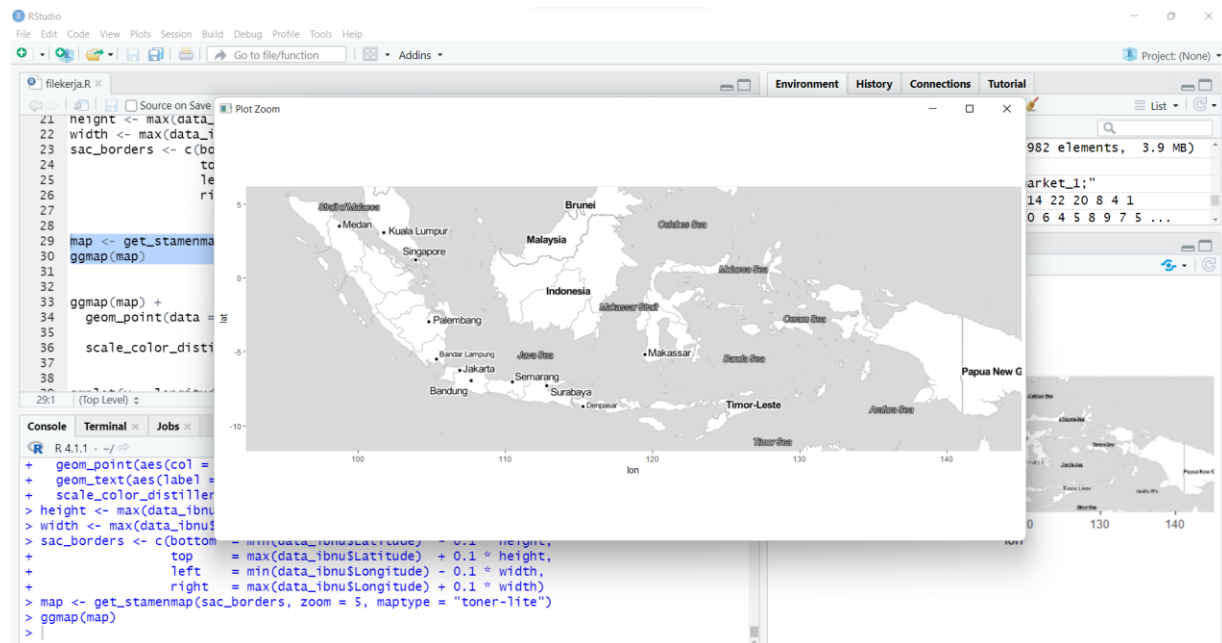 RStudio
File Edit Code View Plots Session Build Debug Profile Tools Help
Go to file/function
Addins
Project: (None)
filekerja.R
Source on Save
21 height <- max(data_
22 width <- max(data_i
23 sac_borders <- c(bo
24 to
25 le
26 ri
27
28
29 map <- get_stamenma
30 ggmap(map)
31
32
33 ggmap(map) +
34 geom_point(data =
35
36 scale_color_disti
37
38
29:1 (Top Level)
Environment History Connections Tutorial
List
982 elements, 3.9 MB)
arket_1;"
14 22 20 8 4 1
0 6 4 5 8 9 7 5 ...
Plot Zoom
5
0
-5
-10
lat
Strait of Malacca
Medan
Kuala Lumpur
Singapore
Brunei
Malaysia
Indonesia
Celebes Sea
Molucca Sea
Makassar Strait
Ceram Sea
Palembang
Bandar Lampung
Java Sea
Jakarta
Bandung
Semarang
Surabaya
Denpasar
Makassar
Banda Sea
Papua New G
Timor-Leste
Arafura Sea
Timor Sea
100 110 120 130 140
lon
130 140
lon
Console Terminal Jobs
R 4.1.1 · ~/
+ geom_point(aes(col =
+ geom_text(aes(label =
+ scale_color_distiller
> height <- max(data_ibnu
> width <- max(data_ibnu$
> sac_borders <- c(bottom = min(data_ibnu$Latitude) - 0.1 * height,
+ top = max(data_ibnu$Latitude) + 0.1 * height,
+ left = min(data_ibnu$Longitude) - 0.1 * width,
+ right = max(data_ibnu$Longitude) + 0.1 * width)
> map <- get_stamenmap(sac_borders, zoom = 5, maptype = "toner-lite")
> ggmap(map)
>